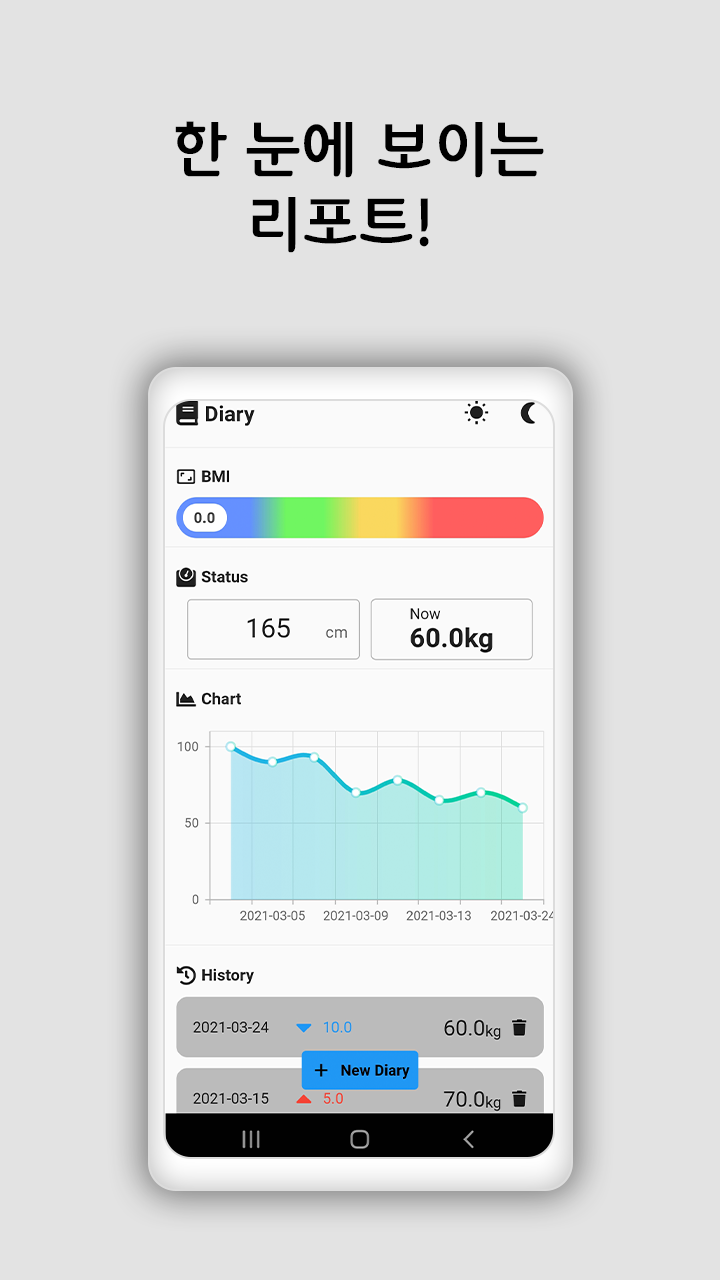 한 눈에 보이는
리포트!
Diary
BMI
0.0
Status
165 cm
Now
60.0kg
Chart
100
50
0
2021-03-05 2021-03-09 2021-03-13 2021-03-24
History
2021-03-24 10.0 60.0kg
+ New Diary
2021-03-15 5.0 70.0kg